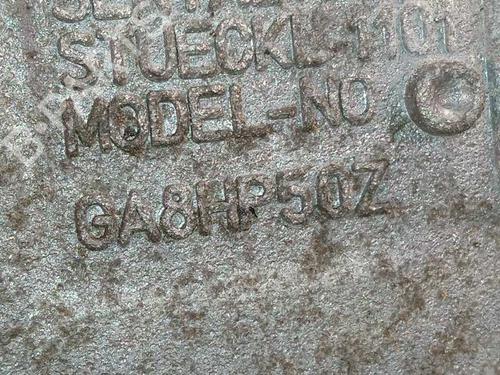 STUECKL-1101
MODEL-NO C
GA8HP50Z